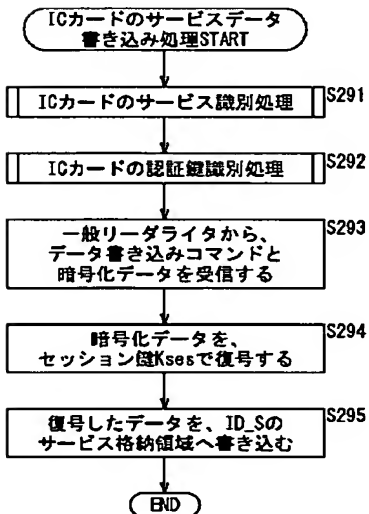 ICカードのサービスデータ
書き込み処理START
ICカードのサービス識別処理
S291
ICカードの認証鍵識別処理
S292
一般リーダライタから、
データ書き込みコマンドと
暗号化データを受信する
S293
暗号化データを、
セッション鍵Ksesで復号する
S294
復号したデータを、ID_Sの
サービス格納領域へ書き込む
S295
END